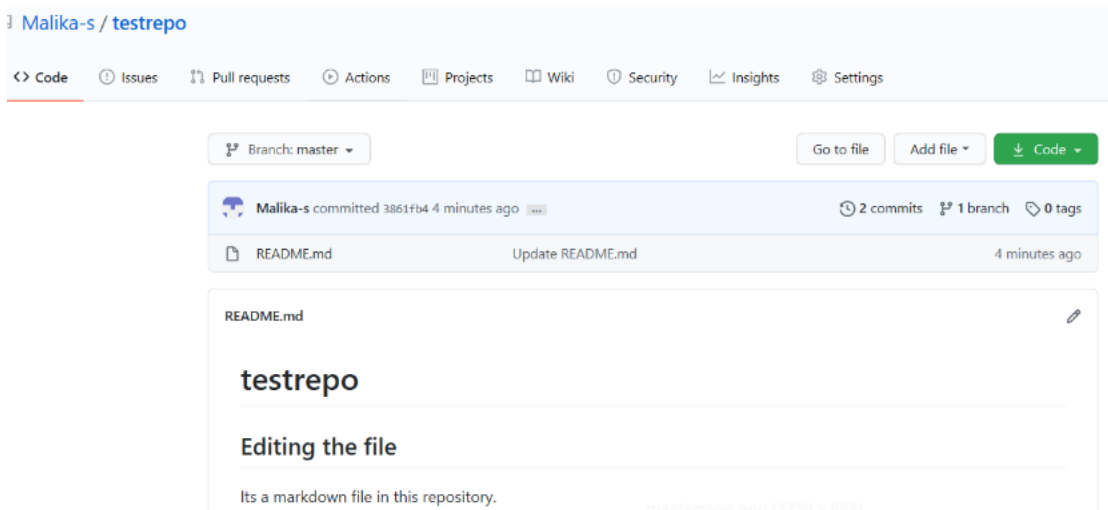 Malika-s / testrepo
<> Code Issues Pull requests Actions Projects Wiki Security Insights Settings
Branch: master Go to file Add file Code
Malika-s committed 3861fb4 4 minutes ago ... 2 commits 1 branch 0 tags
README.md Update README.md 4 minutes ago
README.md
testrepo
Editing the file
Its a markdown file in this repository.